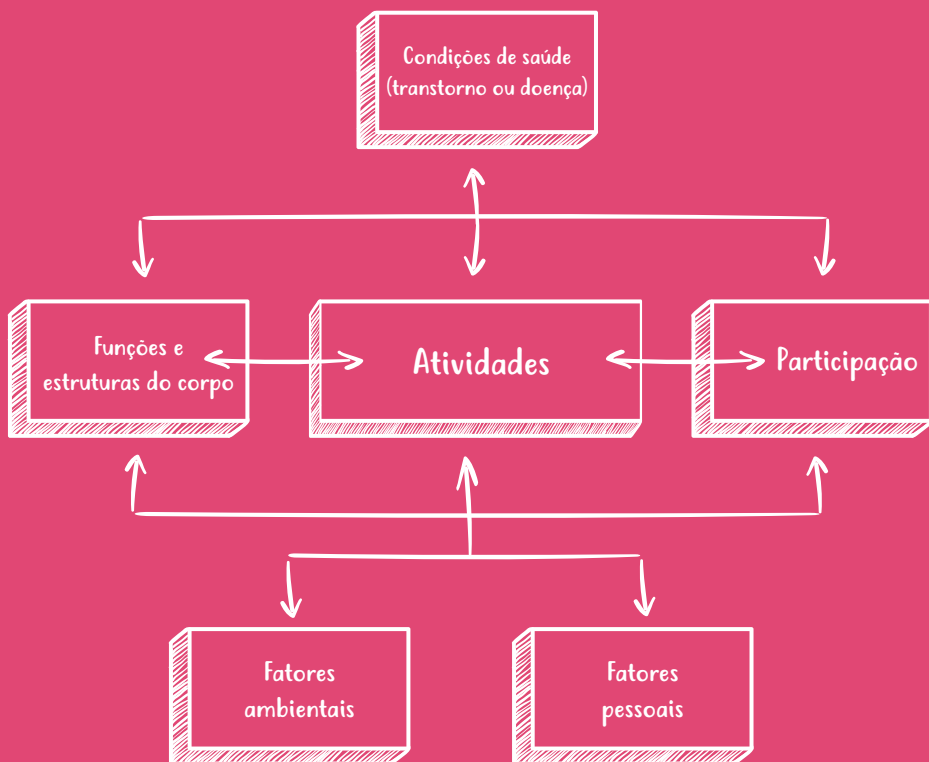 Condições de saúde
(transtorno ou doença)
Funções e
estruturas do corpo
Atividades
Participação
Fatores
ambientais
Fatores
pessoais